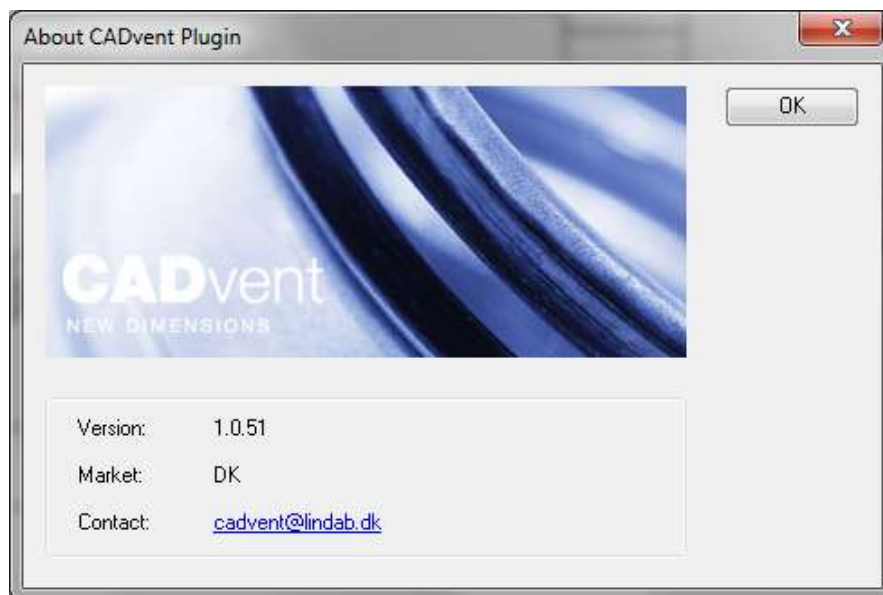 About CADvent Plugin
OK
CADvent
NEW DIMENSIONS
Version: 1.0.51
Market: DK
Contact: cadvent@lindab.dk